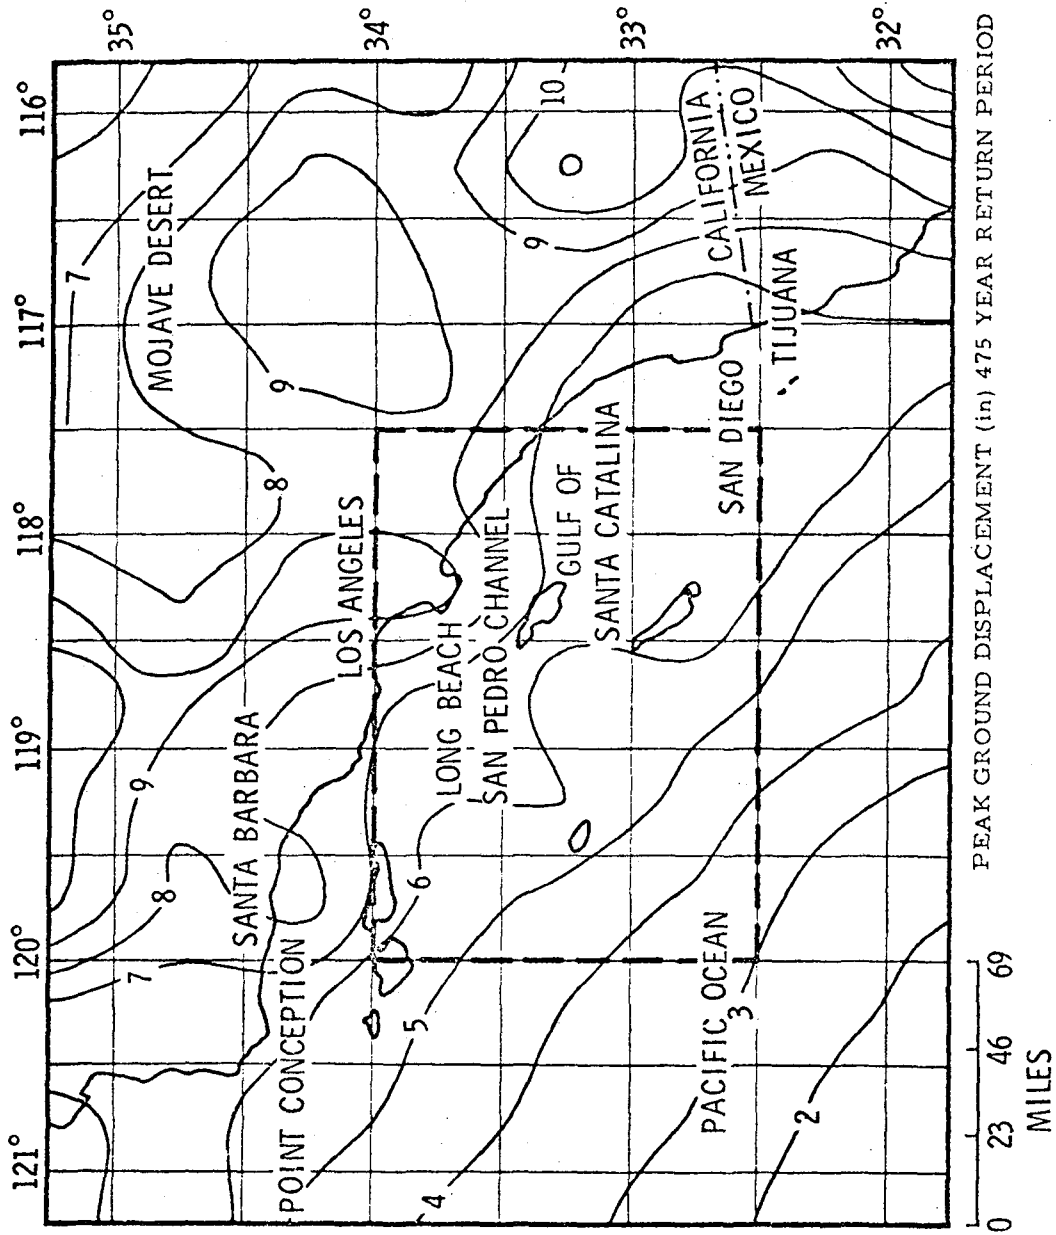 121° 120° 119° 118° 117° 116°
35°
34°
33°
32°
7
7
9
MOJAVE DESERT
8
SANTA BARBARA
8
9
POINT CONCEPTION
LOS ANGELES
5
6
4
LONG BEACH
SAN PEDRO CHANNEL
9
10
GULF OF
SANTA CATALINA
CALIFORNIA
MEXICO
PACIFIC OCEAN
SAN DIEGO
3
TIJUANA
2
0 23 46 69
MILES
PEAK GROUND DISPLACEMENT (in) 475 YEAR RETURN PERIOD